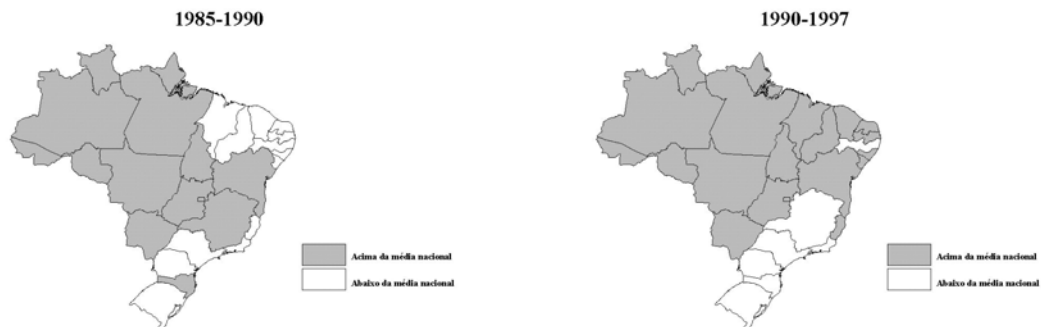 1985-1990
Acima da média nacional
Abaixo da média nacional
1990-1997
Acima da média nacional
Abaixo da média nacional